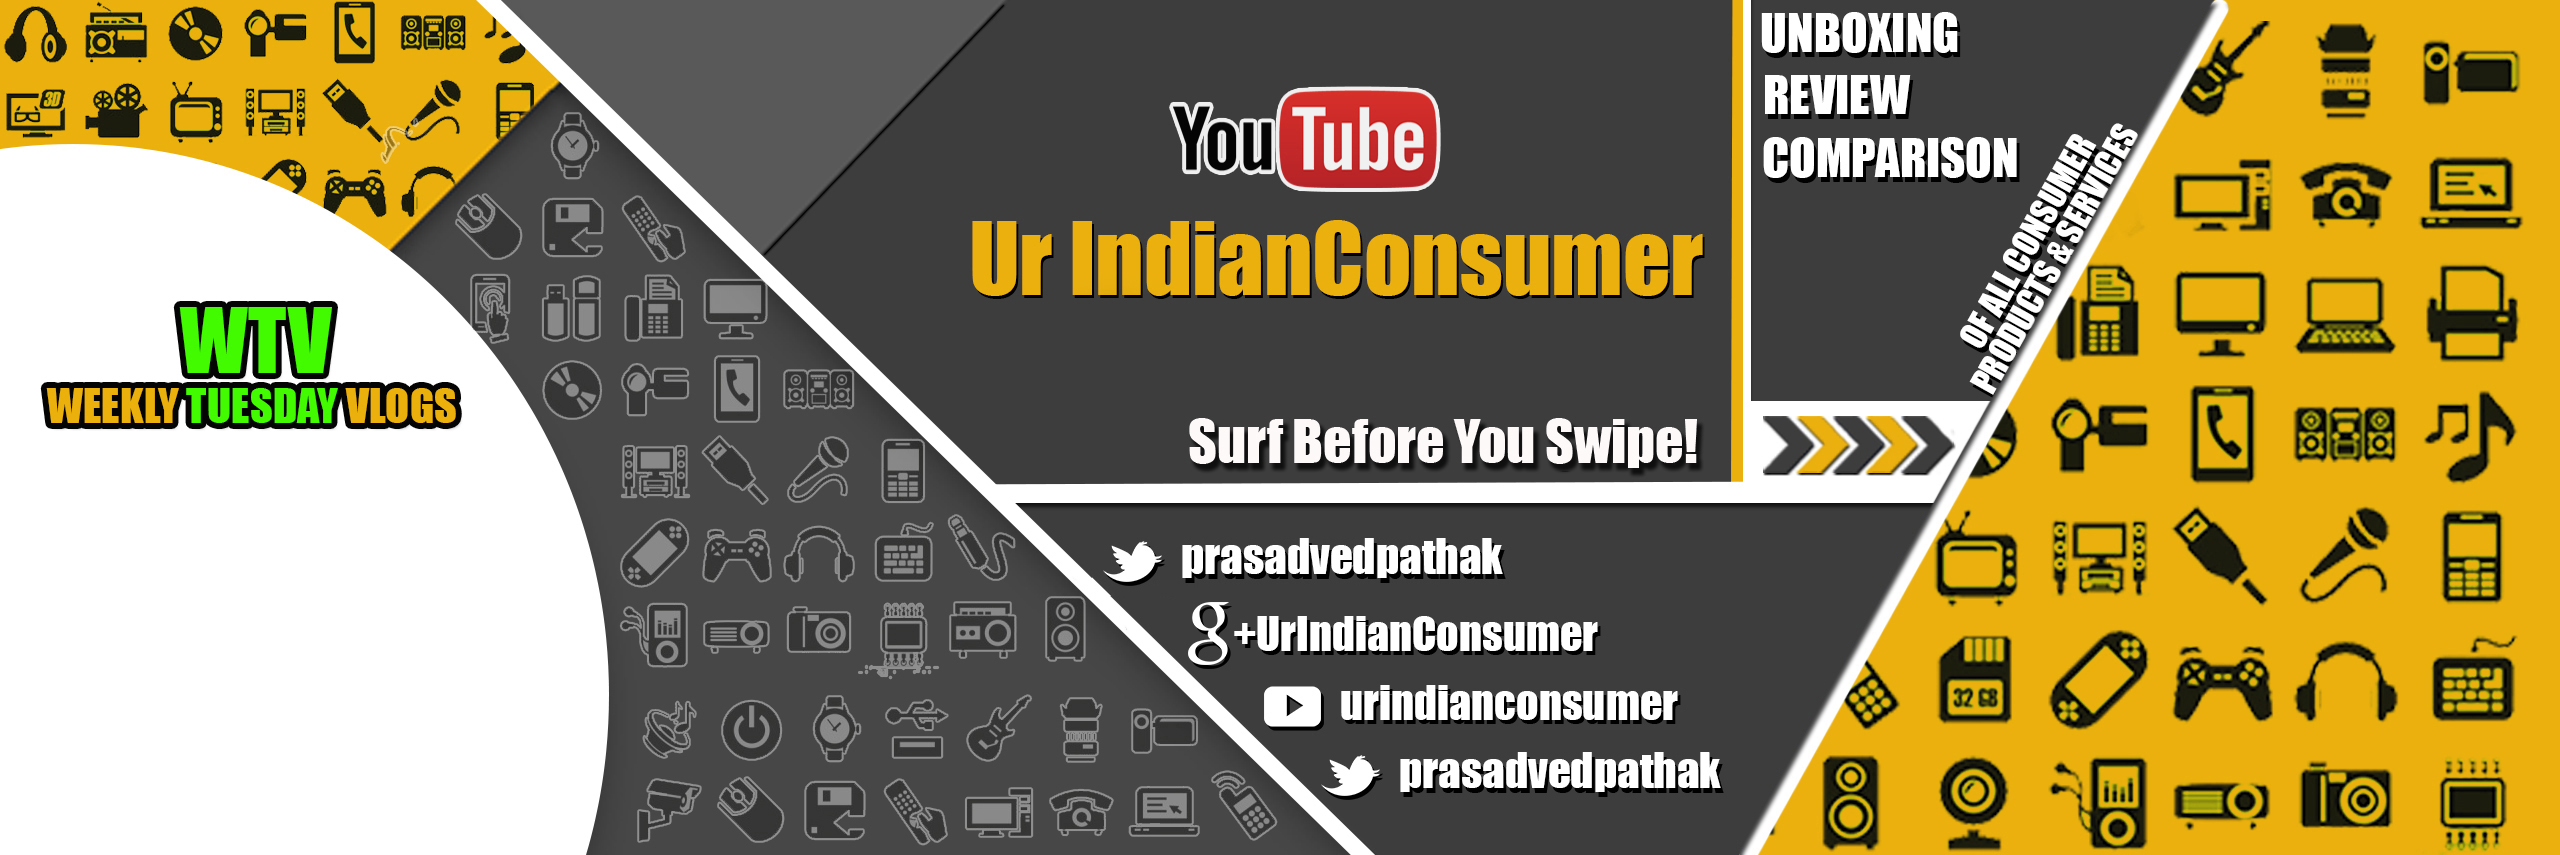 3D
WTV
WEEKLY TUESDAY VLOGS
YouTube
Ur IndianConsumer
Surf Before You Swipe!
UNBOXING
REVIEW
COMPARISON
OF ALL CONSUMER
PRODUCTS & SERVICES
prasadvedpathak
g+UrIndianConsumer
urindianconsumer
prasadvedpathak
32 GB